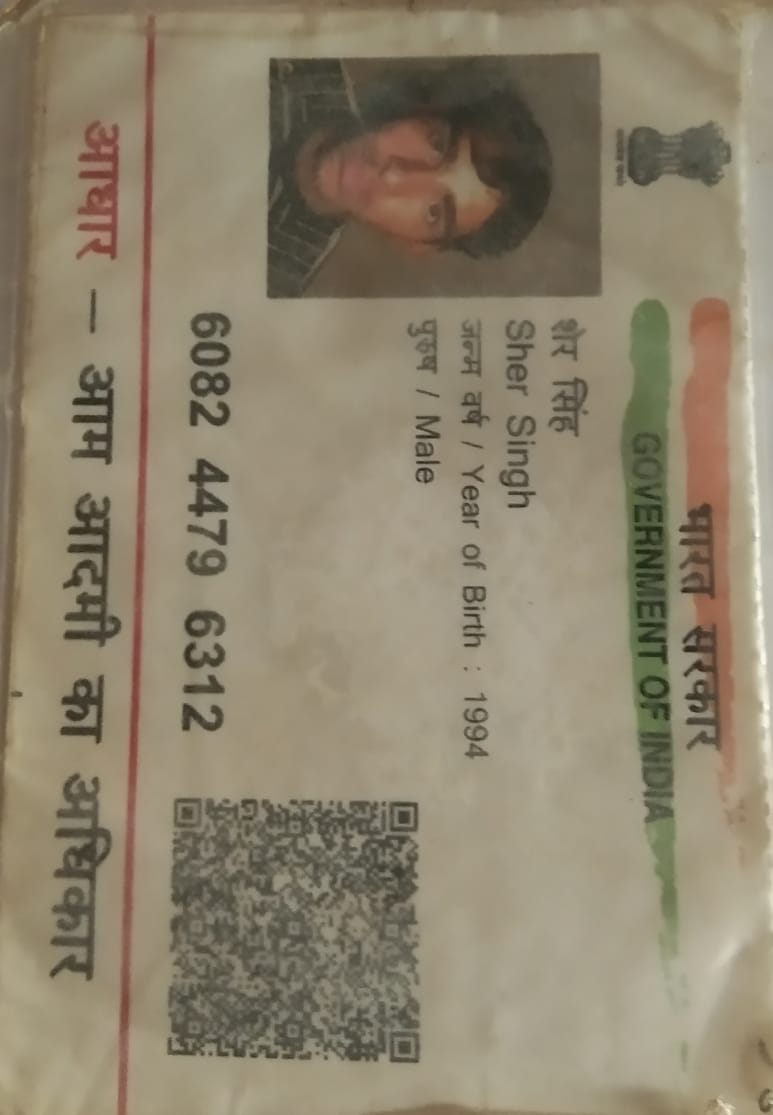 भारत सरकार
GOVERNMENT OF INDIA
शेर सिंह
Sher Singh
जन्म वर्ष / Year of Birth : 1994
पुरुष / Male
6082 4479 6312
आधार – आम आदमी का अधिकार